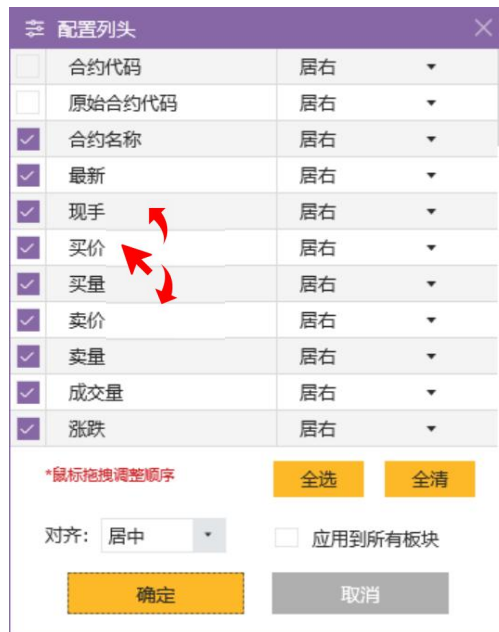 配置列头
合约代码 居右
原始合约代码 居右
合约名称 居右
最新 居右
现手 居右
买价 居右
买量 居右
卖价 居右
卖量 居右
成交量 居右
涨跌 居右
*鼠标拖拽调整顺序 全选 全清
对齐: 居中 应用到所有板块
确定 取消